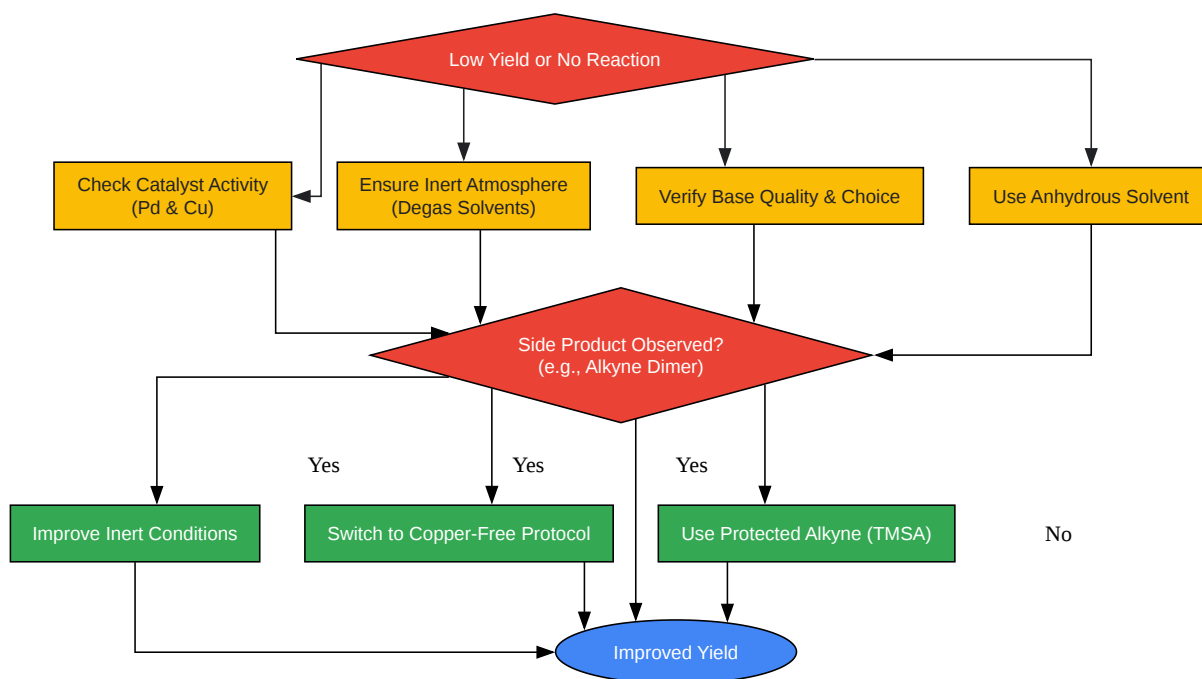 Low Yield or No Reaction
Check Catalyst Activity
(Pd & Cu)
Ensure Inert Atmosphere
(Degas Solvents)
Verify Base Quality & Choice
Use Anhydrous Solvent
Side Product Observed?
(e.g., Alkyne Dimer)
Yes
Yes
Yes
No
Improve Inert Conditions
Switch to Copper-Free Protocol
Use Protected Alkyne (TMSA)
Improved Yield